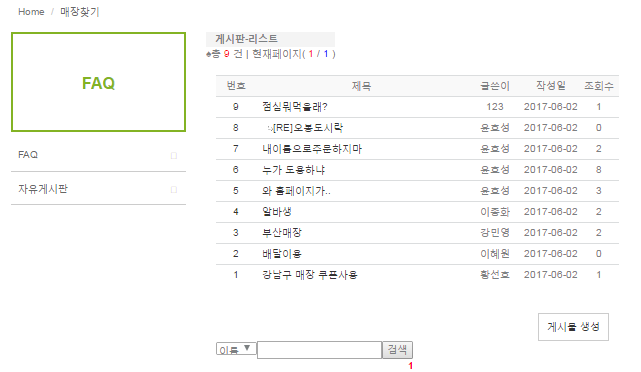 Home / 매장찾기
FAQ
FAQ
자유게시판
게시판-리스트
♠총 9 건 | 현재페이지( 1 / 1 )
번호 제목 글쓴이 작성일 조회수
9 점심뭐먹을래? 123 2017-06-02 1
8 [RE]오봉도시락 윤효성 2017-06-02 0
7 내이름으로주문하지마 윤효성 2017-06-02 2
6 누가 도용하냐 윤효성 2017-06-02 8
5 와 홈페이지가.. 윤효성 2017-06-02 3
4 알바생 이종화 2017-06-02 2
3 부산매장 강민영 2017-06-02 2
2 배달이용 이혜원 2017-06-02 0
1 강남구 매장 쿠폰사용 황선호 2017-06-02 1
게시물 생성
이름 ▼ 검색
1